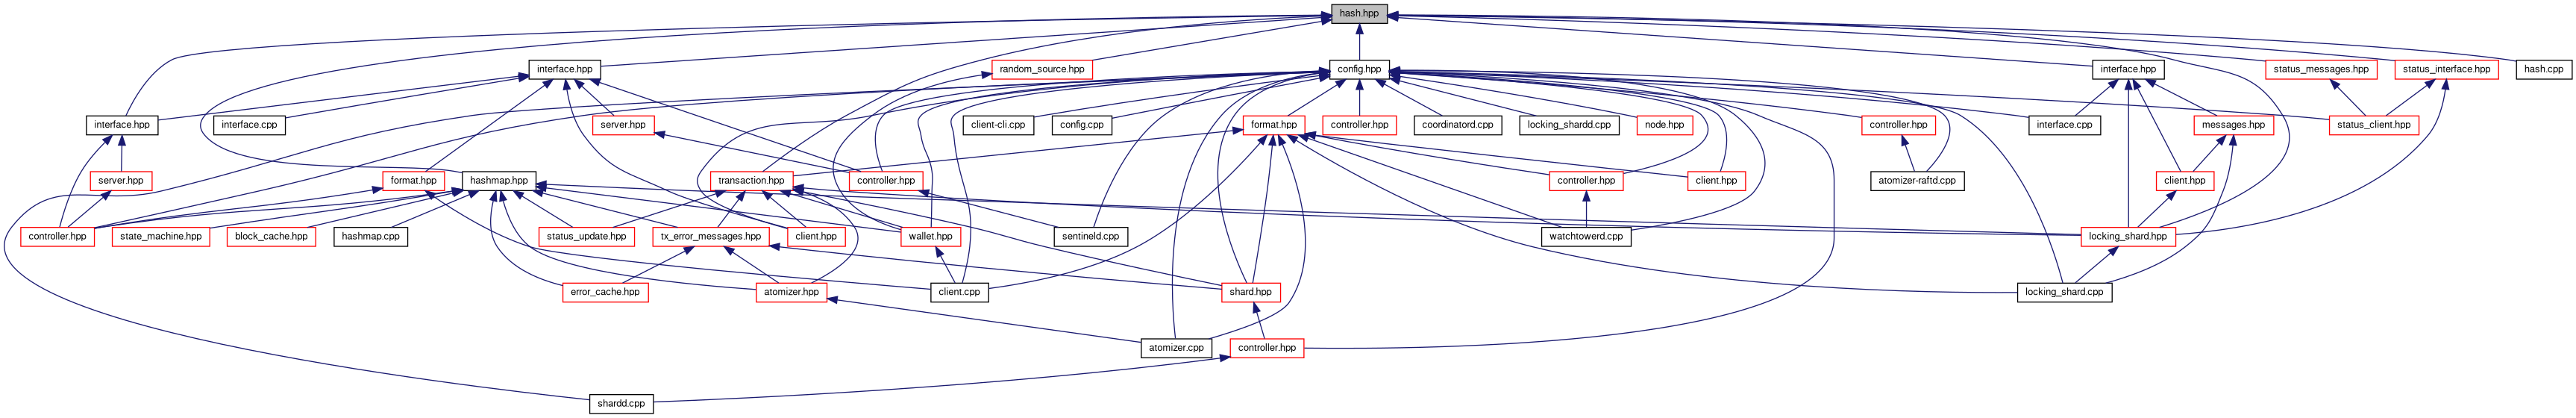 hash.hpp
interface.hpp
random_source.hpp
config.hpp
interface.hpp
status_messages.hpp
status_interface.hpp
hash.cpp
interface.hpp
interface.cpp
server.hpp
client-cli.cpp
config.cpp
format.hpp
controller.hpp
coordinatord.cpp
locking_shardd.cpp
node.hpp
controller.hpp
interface.cpp
messages.hpp
status_client.hpp
server.hpp
format.hpp
hashmap.hpp
transaction.hpp
controller.hpp
controller.hpp
client.hpp
atomizer-raftd.cpp
client.hpp
controller.hpp
state_machine.hpp
block_cache.hpp
hashmap.cpp
status_update.hpp
tx_error_messages.hpp
client.hpp
wallet.hpp
sentineld.cpp
watchtowerd.cpp
locking_shard.hpp
error_cache.hpp
atomizer.hpp
client.cpp
shard.hpp
locking_shard.cpp
atomizer.cpp
controller.hpp
shardd.cpp